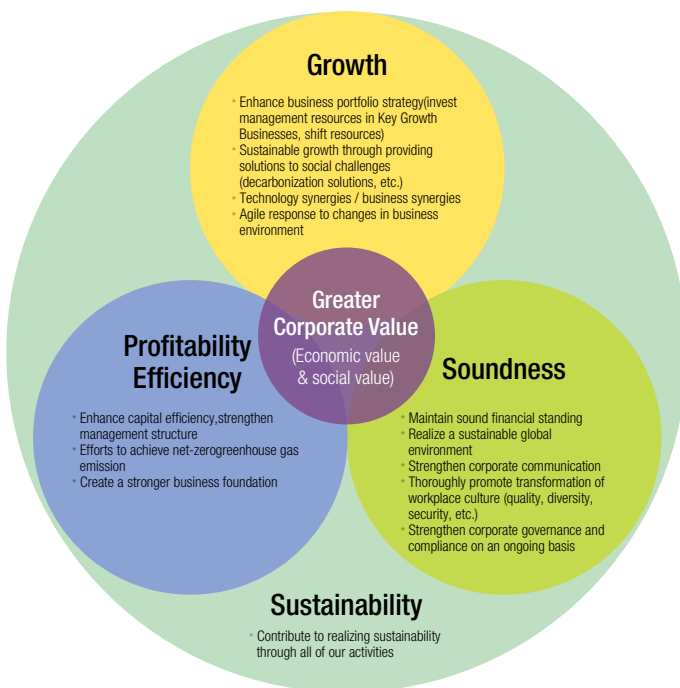 Growth
• Enhance business portfolio strategy(invest
management resources in Key Growth
Businesses, shift resources)
• Sustainable growth through providing
solutions to social challenges
(decarbonization solutions, etc.)
• Technology synergies / business synergies
• Agile response to changes in business
environment
Greater
Corporate Value
(Economic value
& social value)
Profitability
Efficiency
• Enhance capital efficiency,strengthen
management structure
• Efforts to achieve net-zerogreenhouse gas
emission
• Create a stronger business foundation
Soundness
• Maintain sound financial standing
• Realize a sustainable global
environment
• Strengthen corporate communication
• Thoroughly promote transformation of
workplace culture (quality, diversity,
security, etc.)
• Strengthen corporate governance and
compliance on an ongoing basis
Sustainability
• Contribute to realizing sustainability
through all of our activities